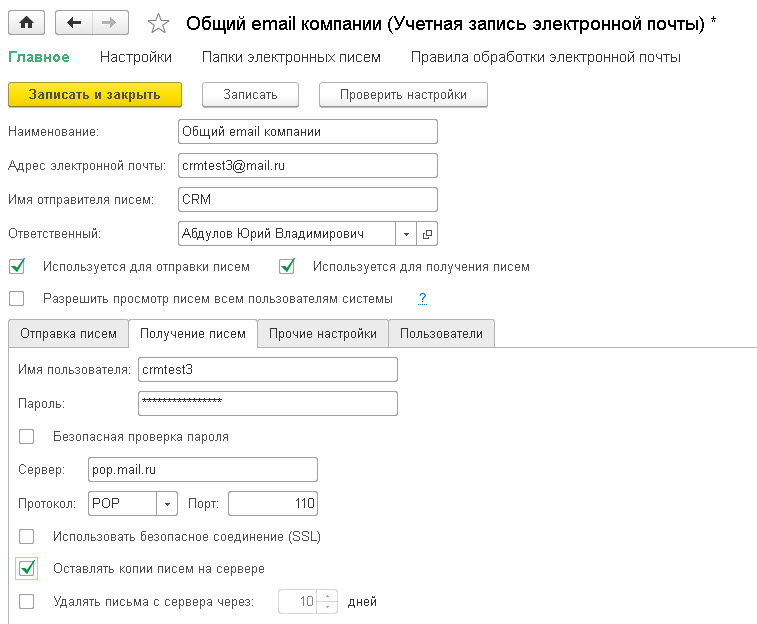 Общий email компании (Учетная запись электронной почты) *
Главное Настройки Папки электронных писем Правила обработки электронной почты
Записать и закрыть Записать Проверить настройки
Наименование: Общий email компании
Адрес электронной почты: crmtest3@mail.ru
Имя отправителя писем: CRM
Ответственный: Абдулов Юрий Владимирович
Используется для отправки писем Используется для получения писем
Разрешить просмотр писем всем пользователям системы ?
Отправка писем Получение писем Прочие настройки Пользователи
Имя пользователя: crmtest3
Пароль: ****************
Безопасная проверка пароля
Сервер: pop.mail.ru
Протокол: POP Порт: 110
Использовать безопасное соединение (SSL)
Оставлять копии писем на сервере
Удалять письма с сервера через: 10 дней